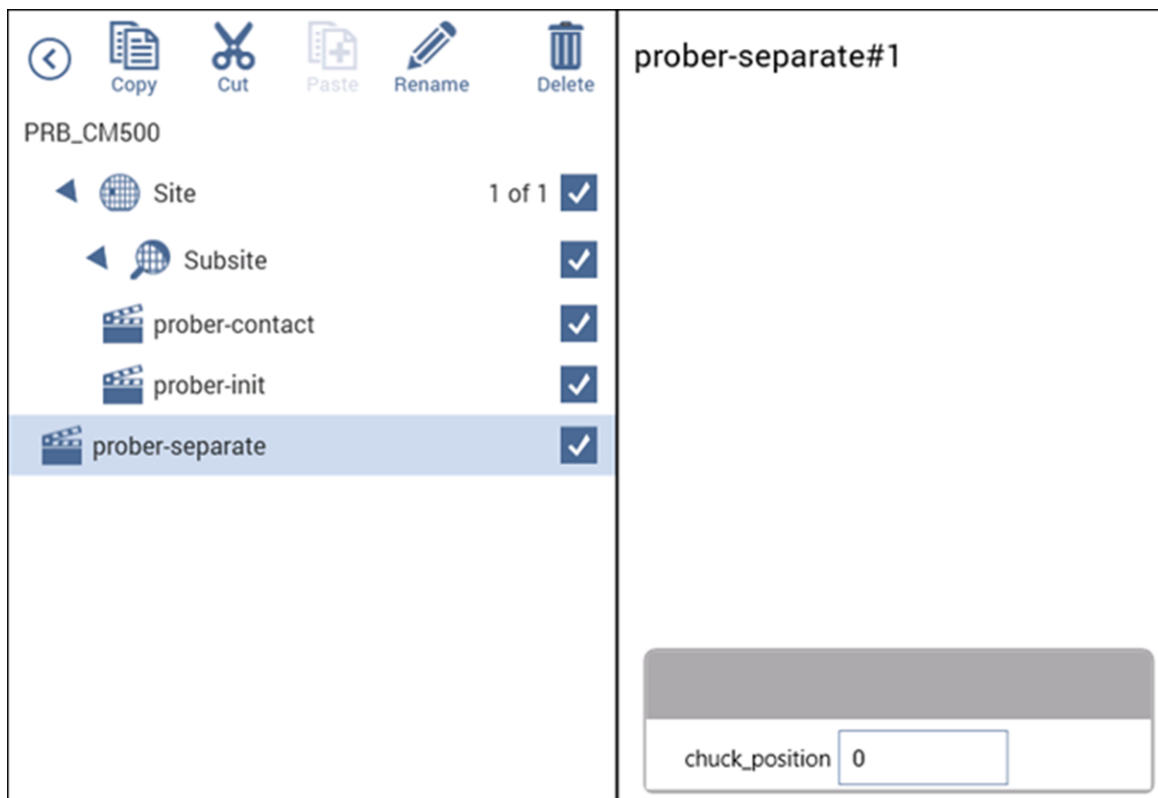 Copy Cut Paste Rename Delete
PRB_CM500
Site 1 of 1
Subsite
prober-contact
prober-init
prober-separate
prober-separate#1
chuck_position 0